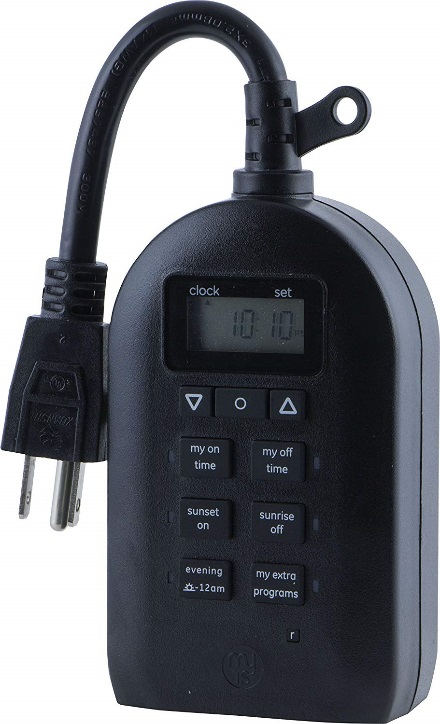 clock set
10:10
my on
time
my off
time
sunset
on
sunrise
off
evening
-12am
my extra
programs
r